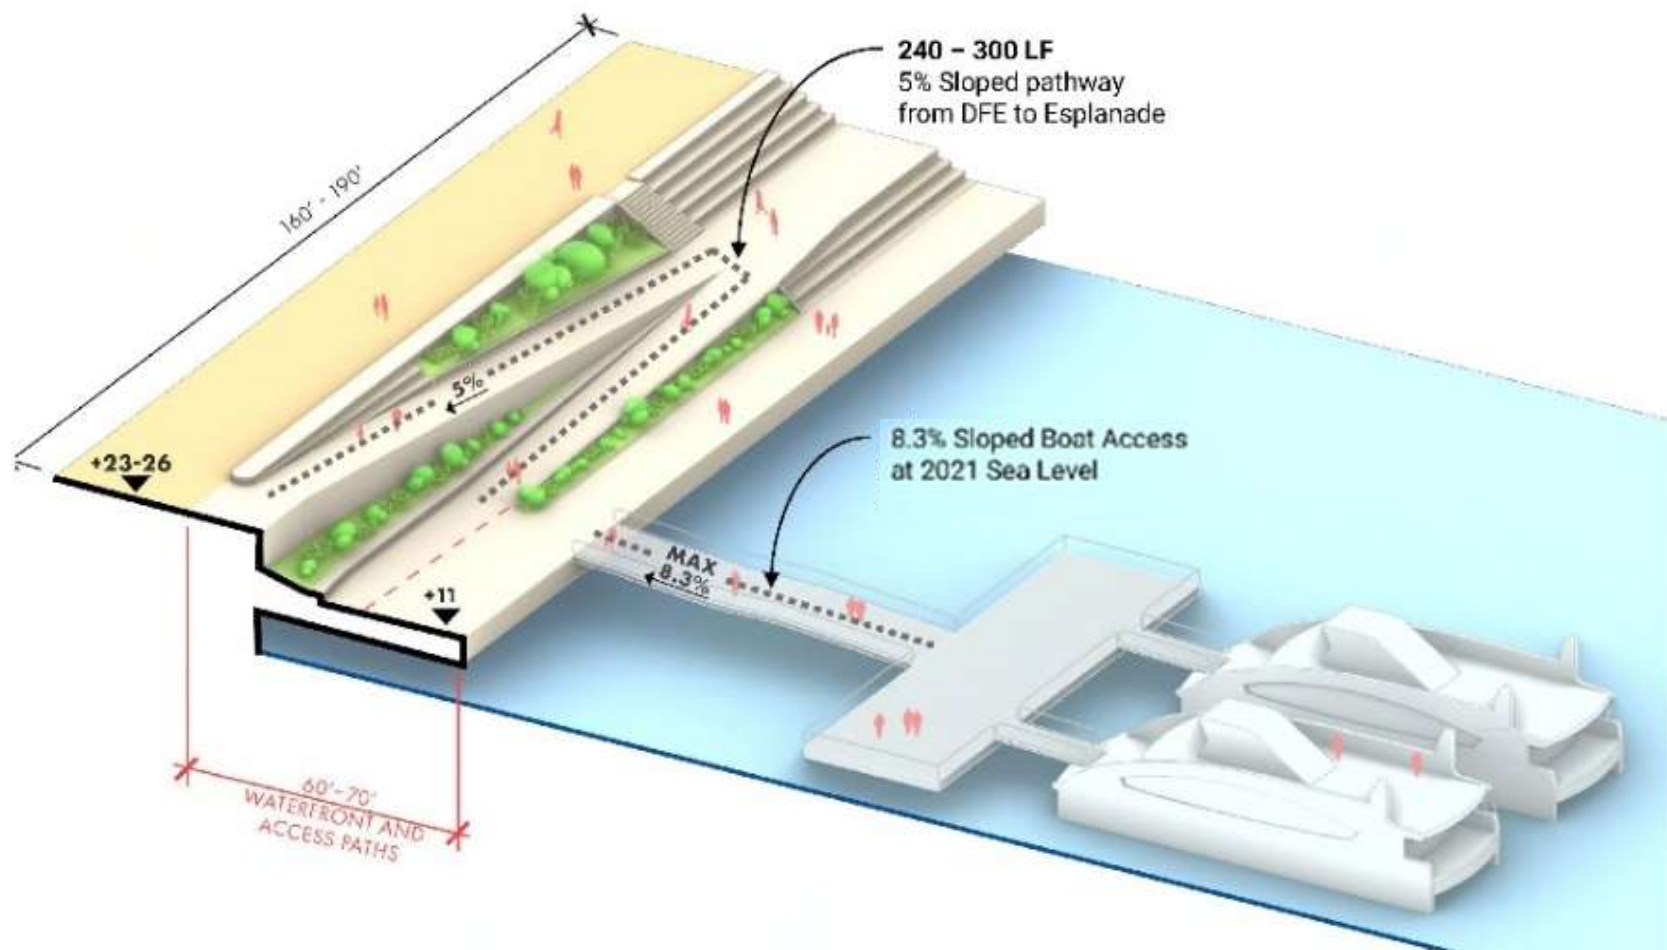 240 – 300 LF
5% Sloped pathway
from DFE to Esplanade
160' - 190'
5%
+23-26
8.3% Sloped Boat Access
at 2021 Sea Level
MAX
8.3%
+11
60'-70'
WATERFRONT AND
ACCESS PATHS